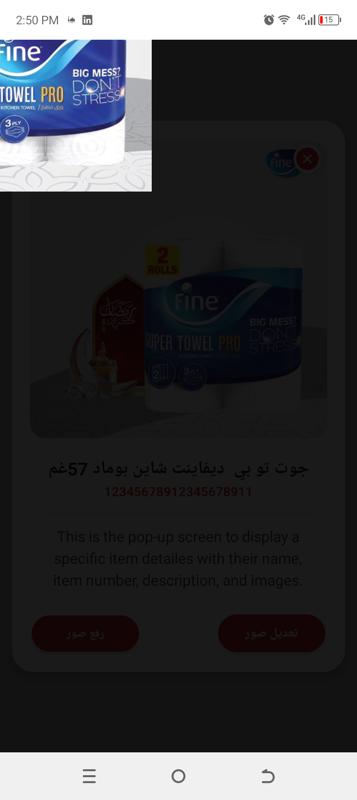 2:50 PM
4G
15
Fine
TOWEL PRO
KITCHEN TOWEL
BIG MESS?
DON'T
STRESS
3 PLY
Fine
2
ROLLS
رمضان
كريم
Fine
SUPER TOWEL PRO
BIG MESS?
DON'T
STRESS
جوت تو بي ديفاينت شاين بوماد 57غم
12345678912345678911
This is the pop-up screen to display a
specific item detailes with their name,
item number, description, and images.
رفع صور
تعديل صور